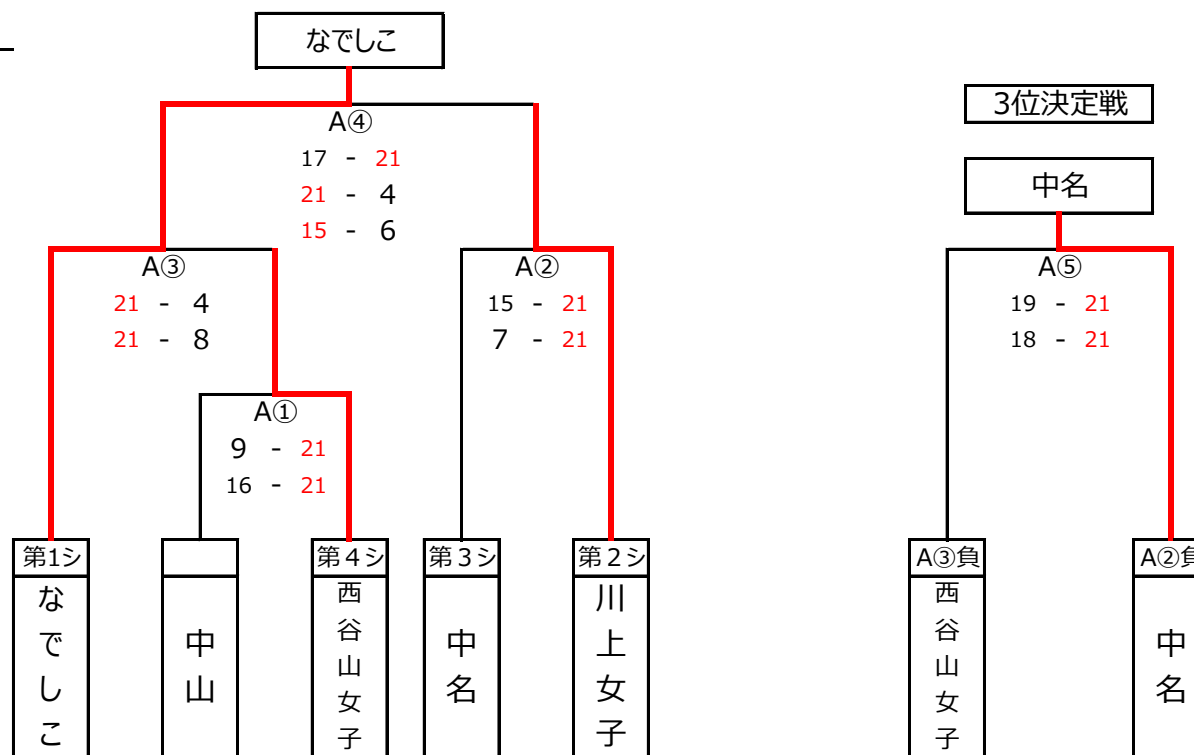 なでしこ
A④
17 - 21
21 - 4
15 - 6
A③
21 - 4
21 - 8
A②
15 - 21
7 - 21
A①
9 - 21
16 - 21
第1シ
第４シ
第３シ
第２シ
なでしこ
中山
西谷山女子
中名
川上女子
3位決定戦
中名
A⑤
19 - 21
18 - 21
A③負
A②負
西谷山女子
中名